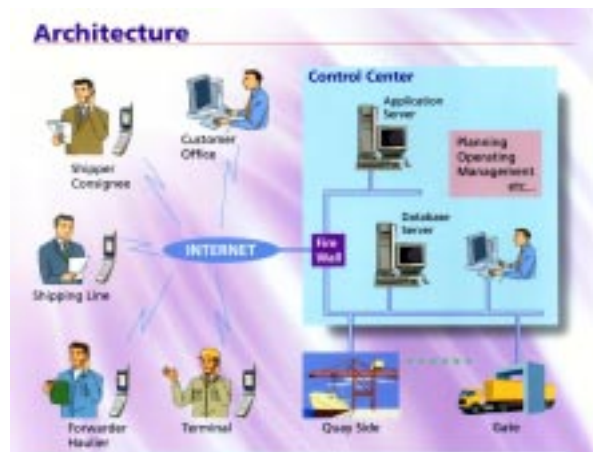 Architecture
Control Center
Application
Server
Customer
Office
Planning
Operating
Management
etc...
Shipper
Consignee
Database
Server
INTERNET
Fire
Wall
Shipping Line
Forwarder
Haulier
Terminal
Quay Side
Gate